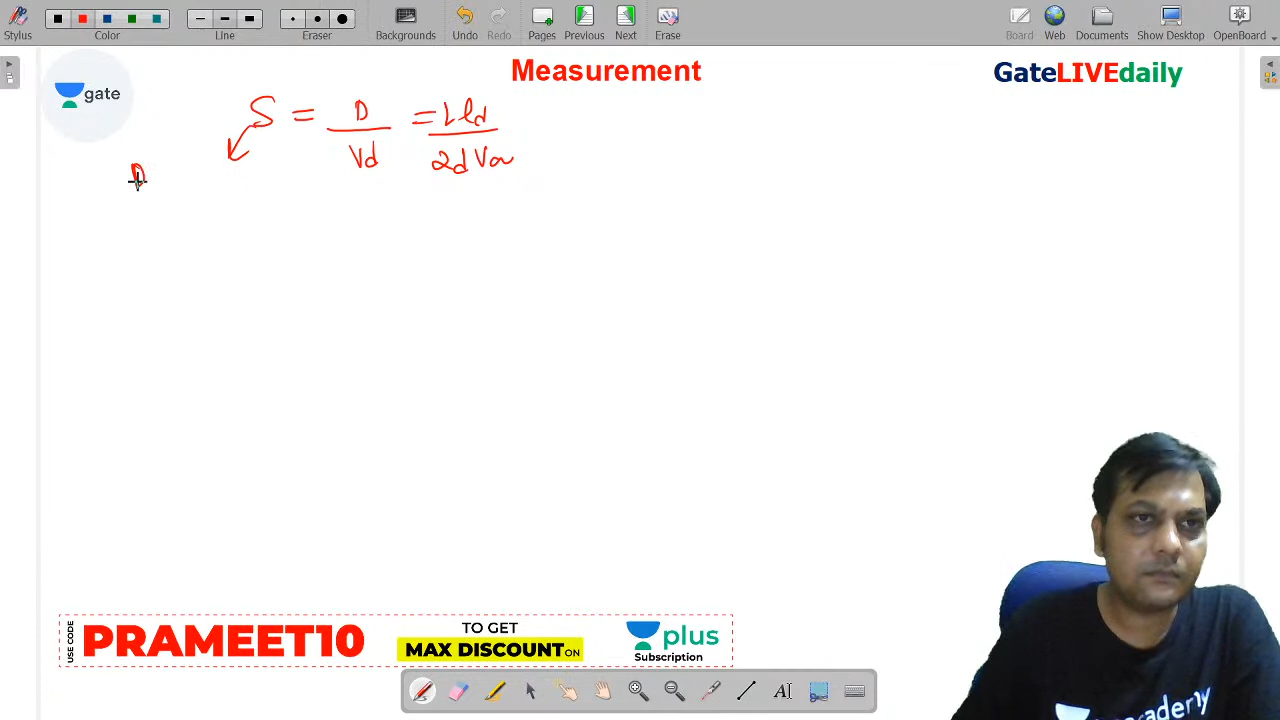 Stylus
Color
Line
Eraser
Backgrounds
Undo
Redo
Pages
Previous
Next
Erase
Board
Web
Documents
Show Desktop
OpenBoard
gate
Measurement
GateLIVEdaily
S = D / Vd = L ld / 2d Va
D
USE CODE
PRAMEET10
TO GET
MAX DISCOUNT ON
plus
Subscription